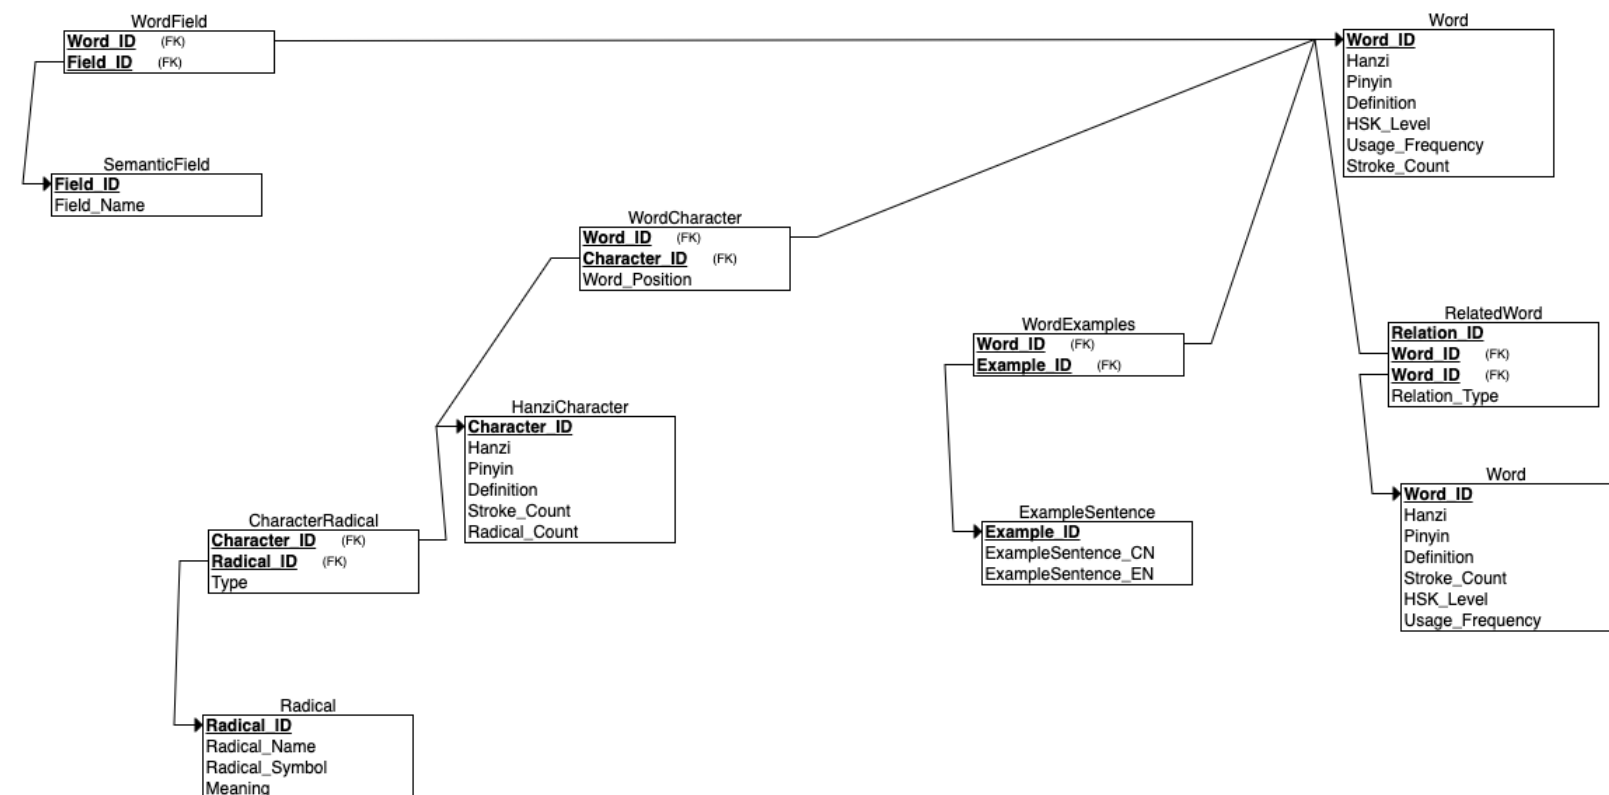 WordField
Word_ID (FK)
Field_ID (FK)
SemanticField
Field_ID
Field_Name
WordCharacter
Word_ID (FK)
Character_ID (FK)
Word_Position
HanziCharacter
Character_ID
Hanzi
Pinyin
Definition
Stroke_Count
Radical_Count
CharacterRadical
Character_ID (FK)
Radical_ID (FK)
Type
Radical
Radical_ID
Radical_Name
Radical_Symbol
Meaning
WordExamples
Word_ID (FK)
Example_ID (FK)
ExampleSentence
Example_ID
ExampleSentence_CN
ExampleSentence_EN
Word
Word_ID
Hanzi
Pinyin
Definition
HSK_Level
Usage_Frequency
Stroke_Count
RelatedWord
Relation_ID
Word_ID (FK)
Word_ID (FK)
Relation_Type
Word
Word_ID
Hanzi
Pinyin
Definition
Stroke_Count
HSK_Level
Usage_Frequency